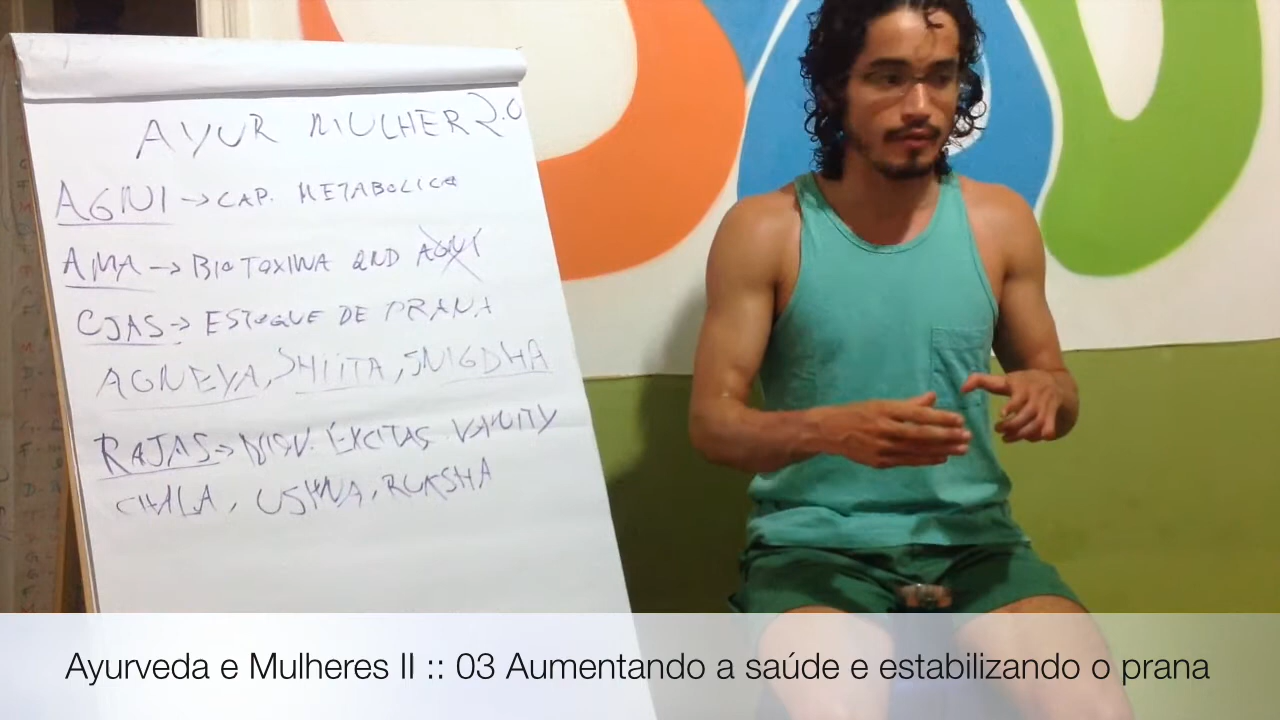 AYUR MULHER 2.0
AGNI → CAP. METABOLICA
AMA → BIOTOXINA QND AGNI
OJAS → ESTOQUE DE PRANA
AGNEYA, SHIITA, SNIGDHA
RAJAS → EXCITAS
CHALA, USHNA, RUKSHA
Ayurveda e Mulheres II :: 03 Aumentando a saúde e estabilizando o prana